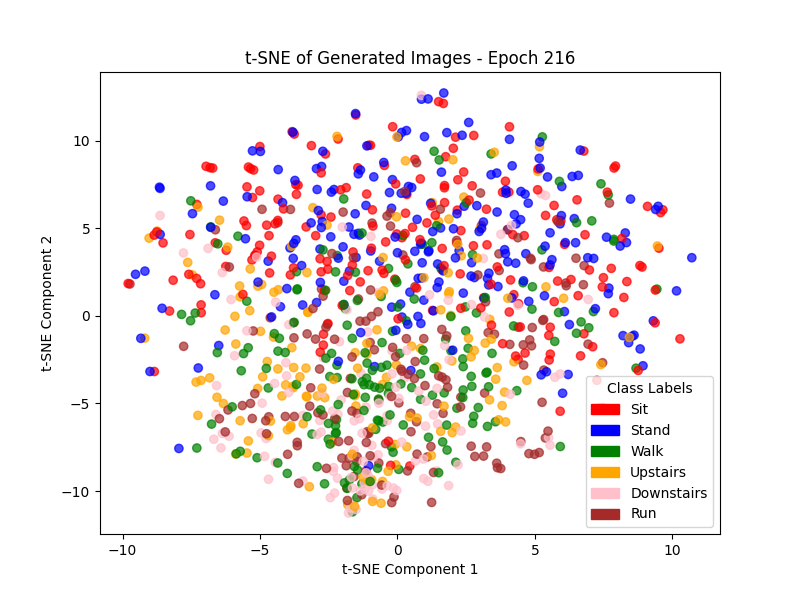 t-SNE of Generated Images - Epoch 216
t-SNE Component 2
10
5
0
−5
−10
Class Labels
Sit
Stand
Walk
Upstairs
Downstairs
Run
−10
−5
0
5
10
t-SNE Component 1